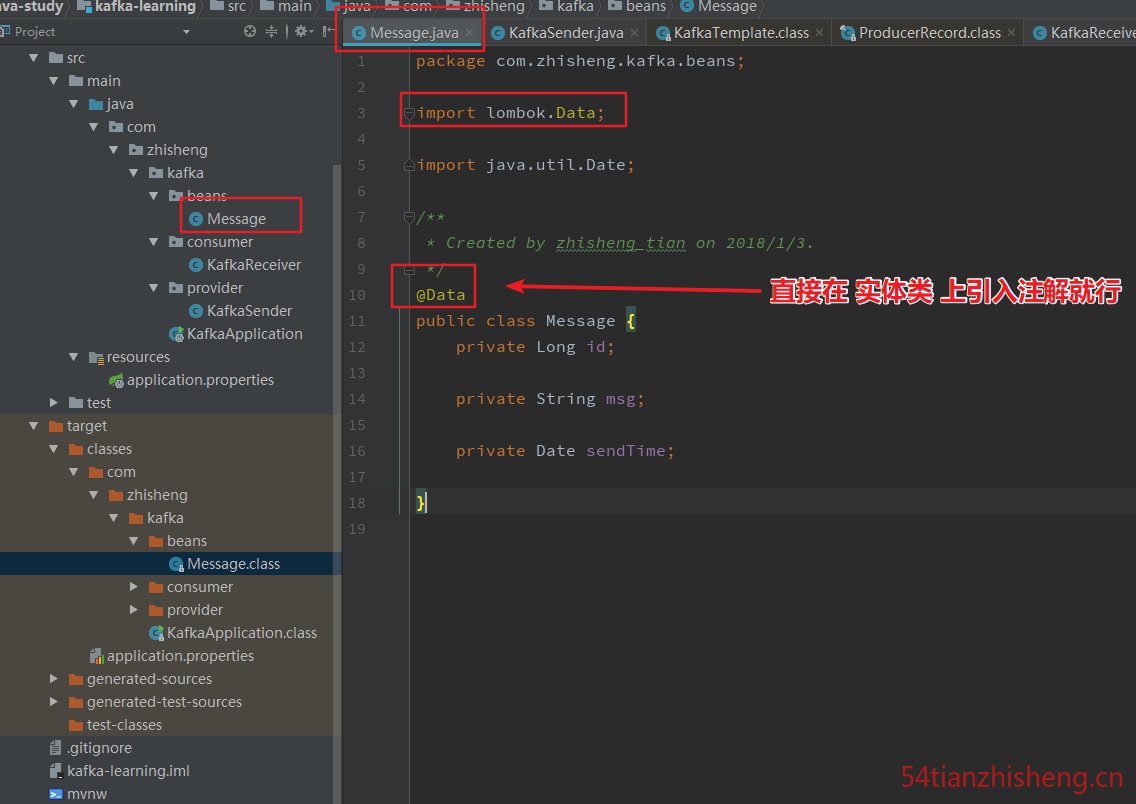 va-study kafka-learning src main java com zhisheng kafka beans Message
Project
Message.java KafkaSender.java KafkaTemplate.class ProducerRecord.class KafkaReceive
src
main
java
com
zhisheng
kafka
beans
Message
consumer
KafkaReceiver
provider
KafkaSender
KafkaApplication
resources
application.properties
test
target
classes
com
zhisheng
kafka
beans
Message.class
consumer
provider
KafkaApplication.class
application.properties
generated-sources
generated-test-sources
test-classes
.gitignore
kafka-learning.iml
mvnw
1 package com.zhisheng.kafka.beans;
2
3 import lombok.Data;
4
5 import java.util.Date;
6
7 /**
8 * Created by zhisheng_tian on 2018/1/3.
9 */
10 @Data
11 public class Message {
12 private Long id;
13
14 private String msg;
15
16 private Date sendTime;
17
18 }
19
直接在 实体类 上引入注解就行
54tianzhisheng.cn